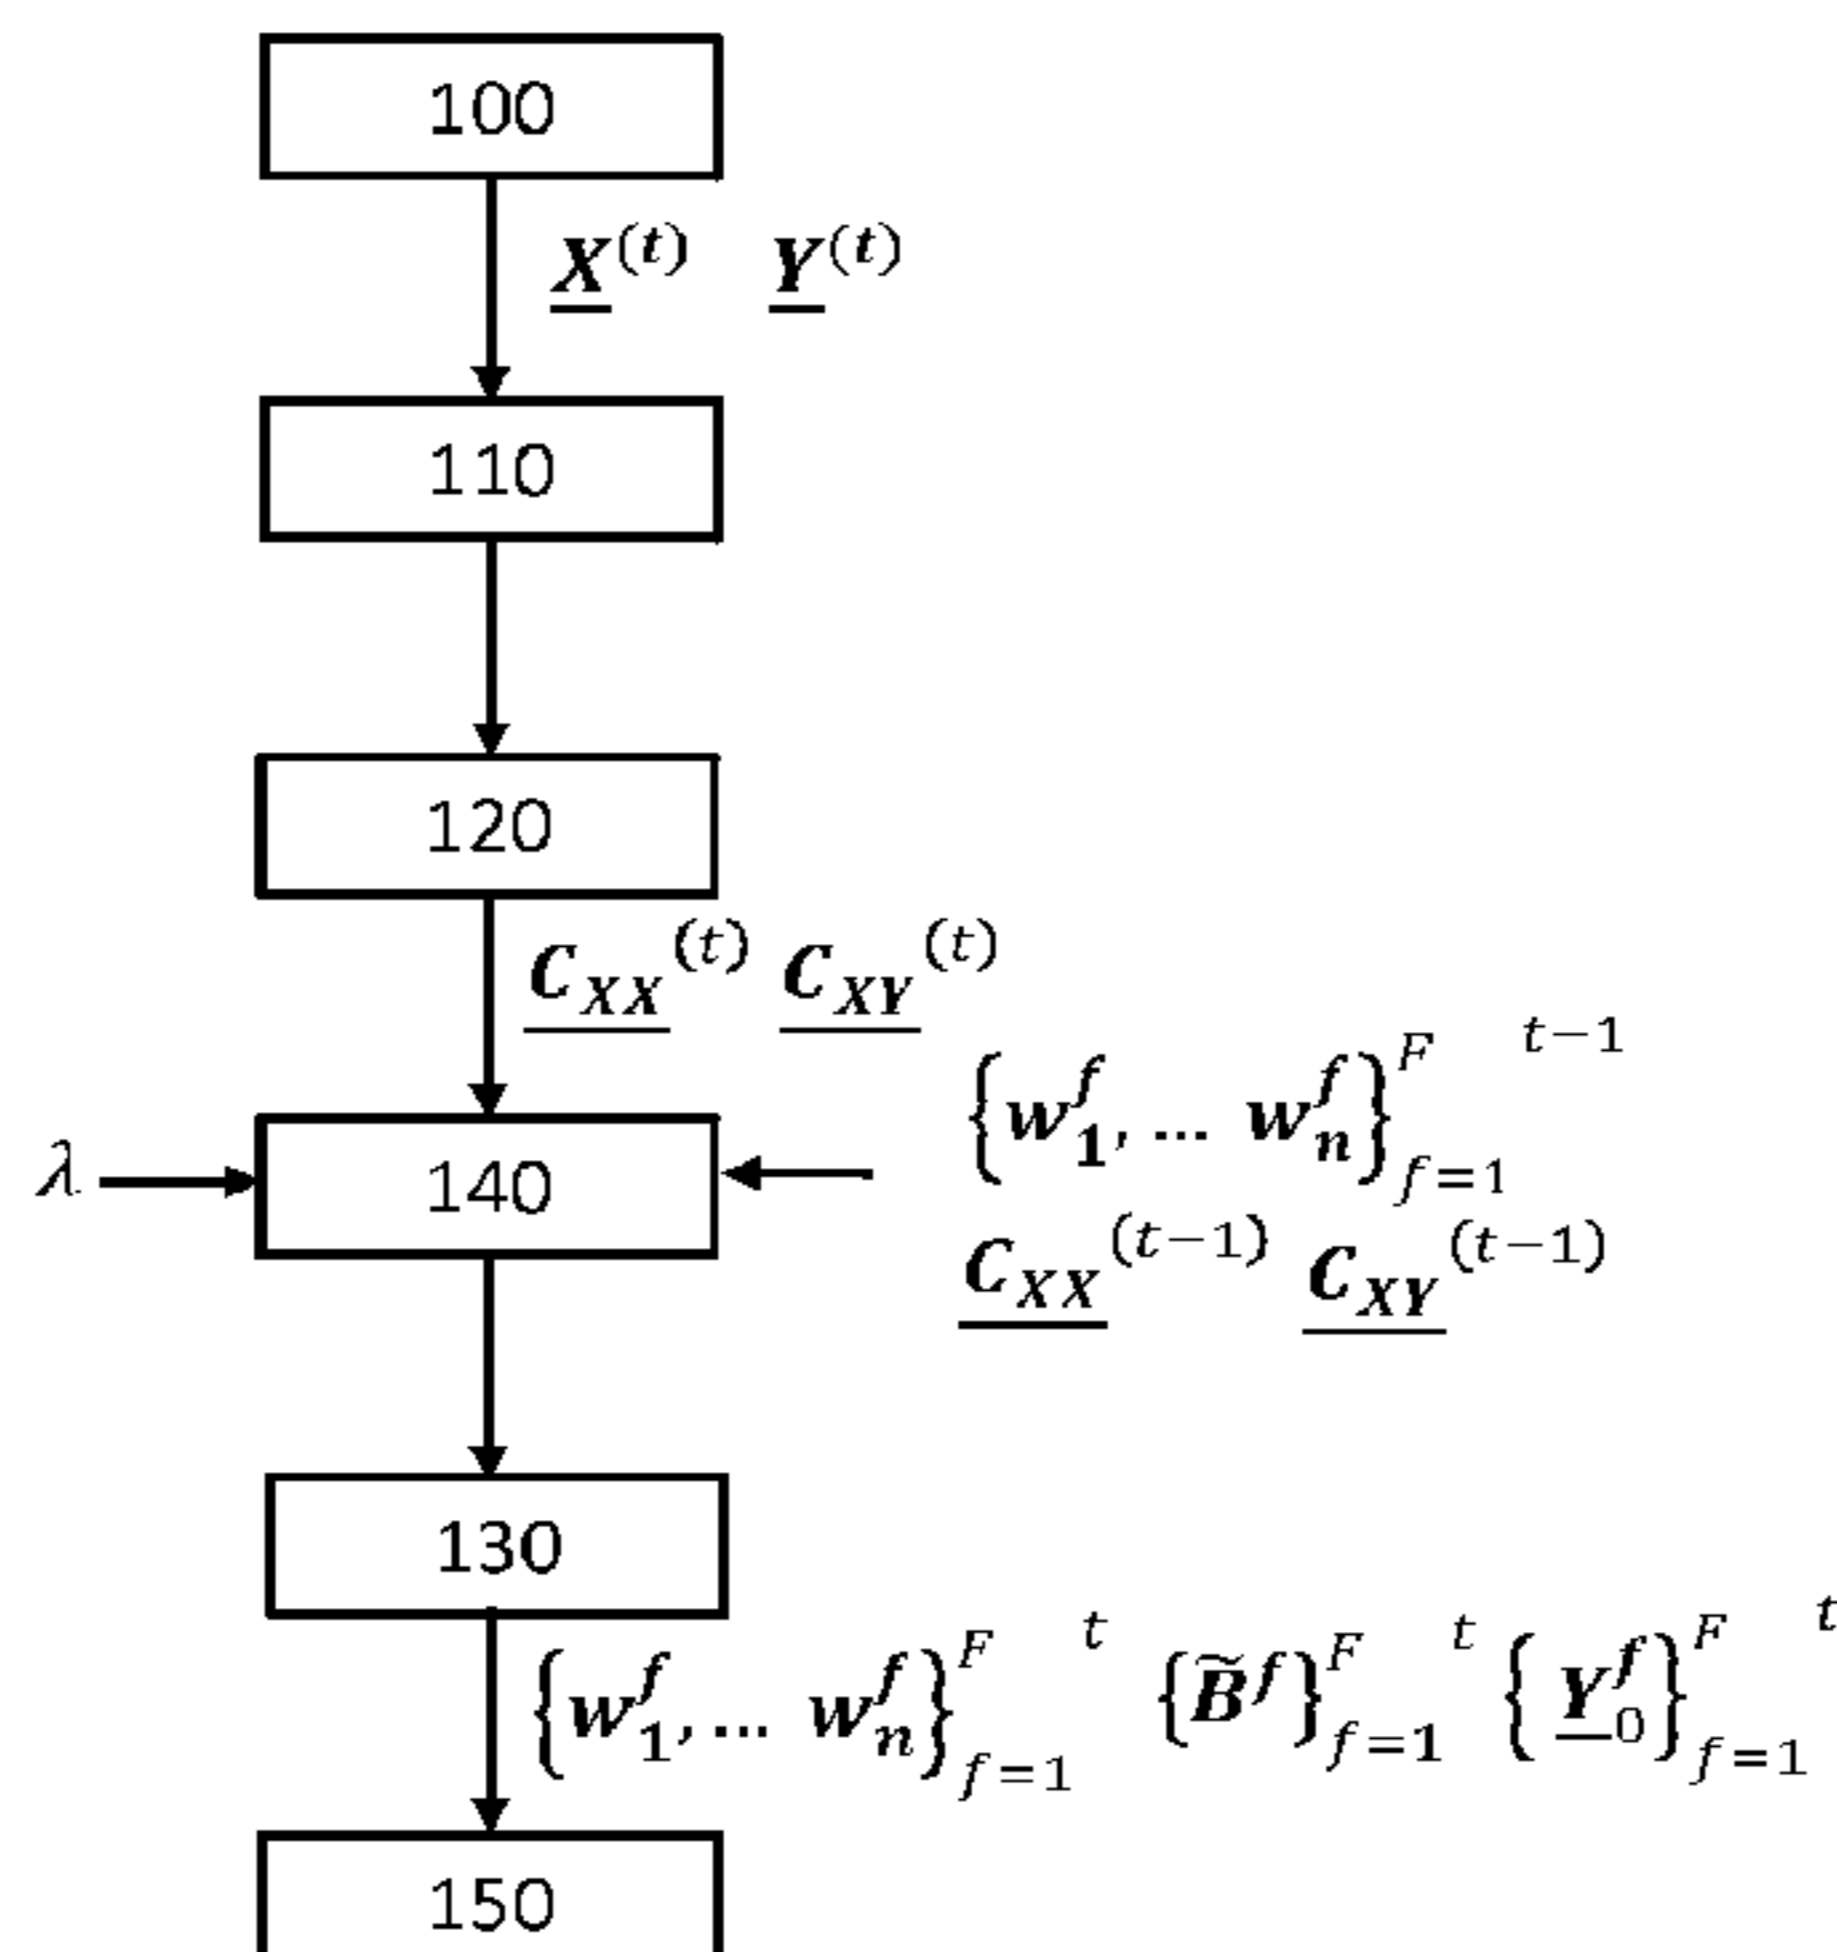 100
X^(t) Y^(t)
110
120
C_XX^(t) C_XY^(t)
{w_1^f, … w_n^f}_{f=1}^F t−1
λ
140
C_XX^(t−1) C_XY^(t−1)
130
{w_1^f, … w_n^f}_{f=1}^F t {B̃^f}_{f=1}^F t {Y_0^f}_{f=1}^F t
150